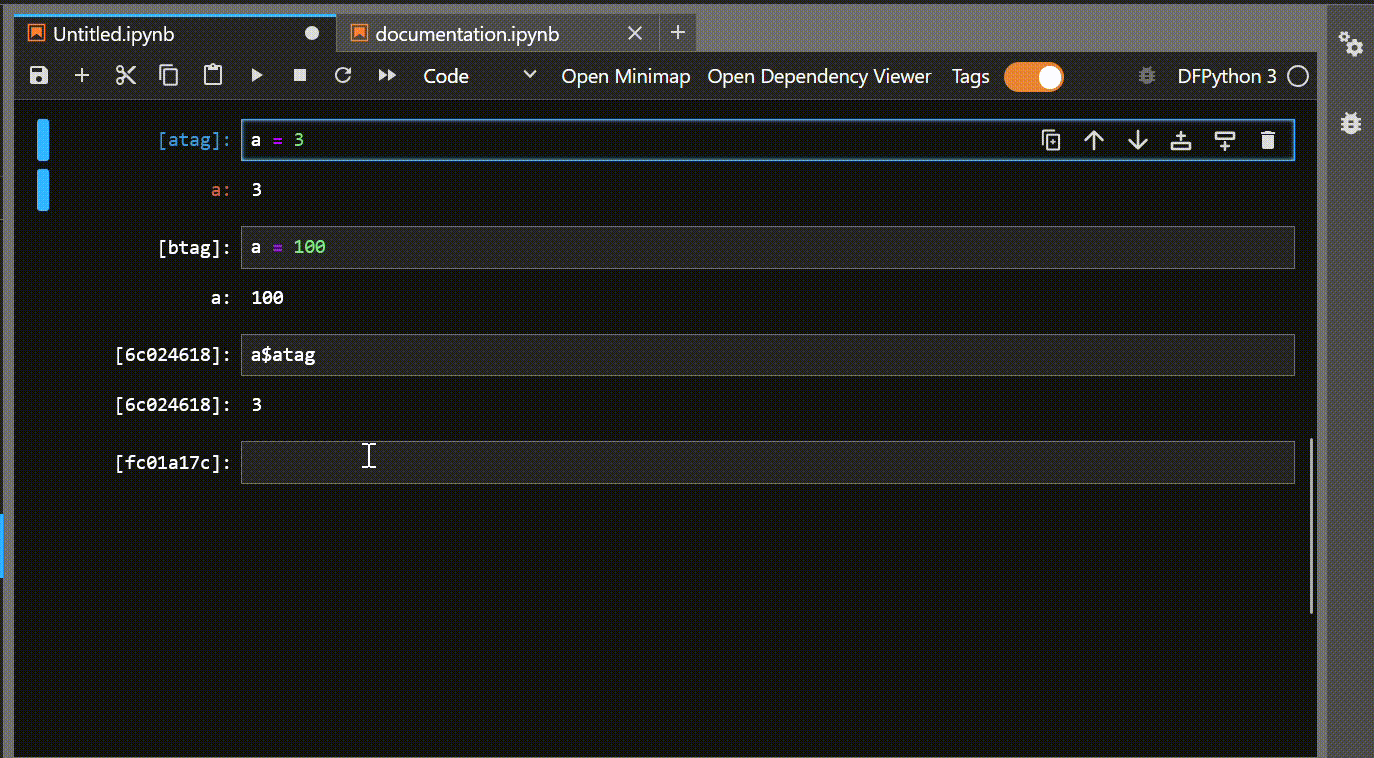 Untitled.ipynb documentation.ipynb
Code Open Minimap Open Dependency Viewer Tags DFPython 3
[atag]: a = 3
a: 3
[btag]: a = 100
a: 100
[6c024618]: a$atag
[6c024618]: 3
[fc01a17c]: